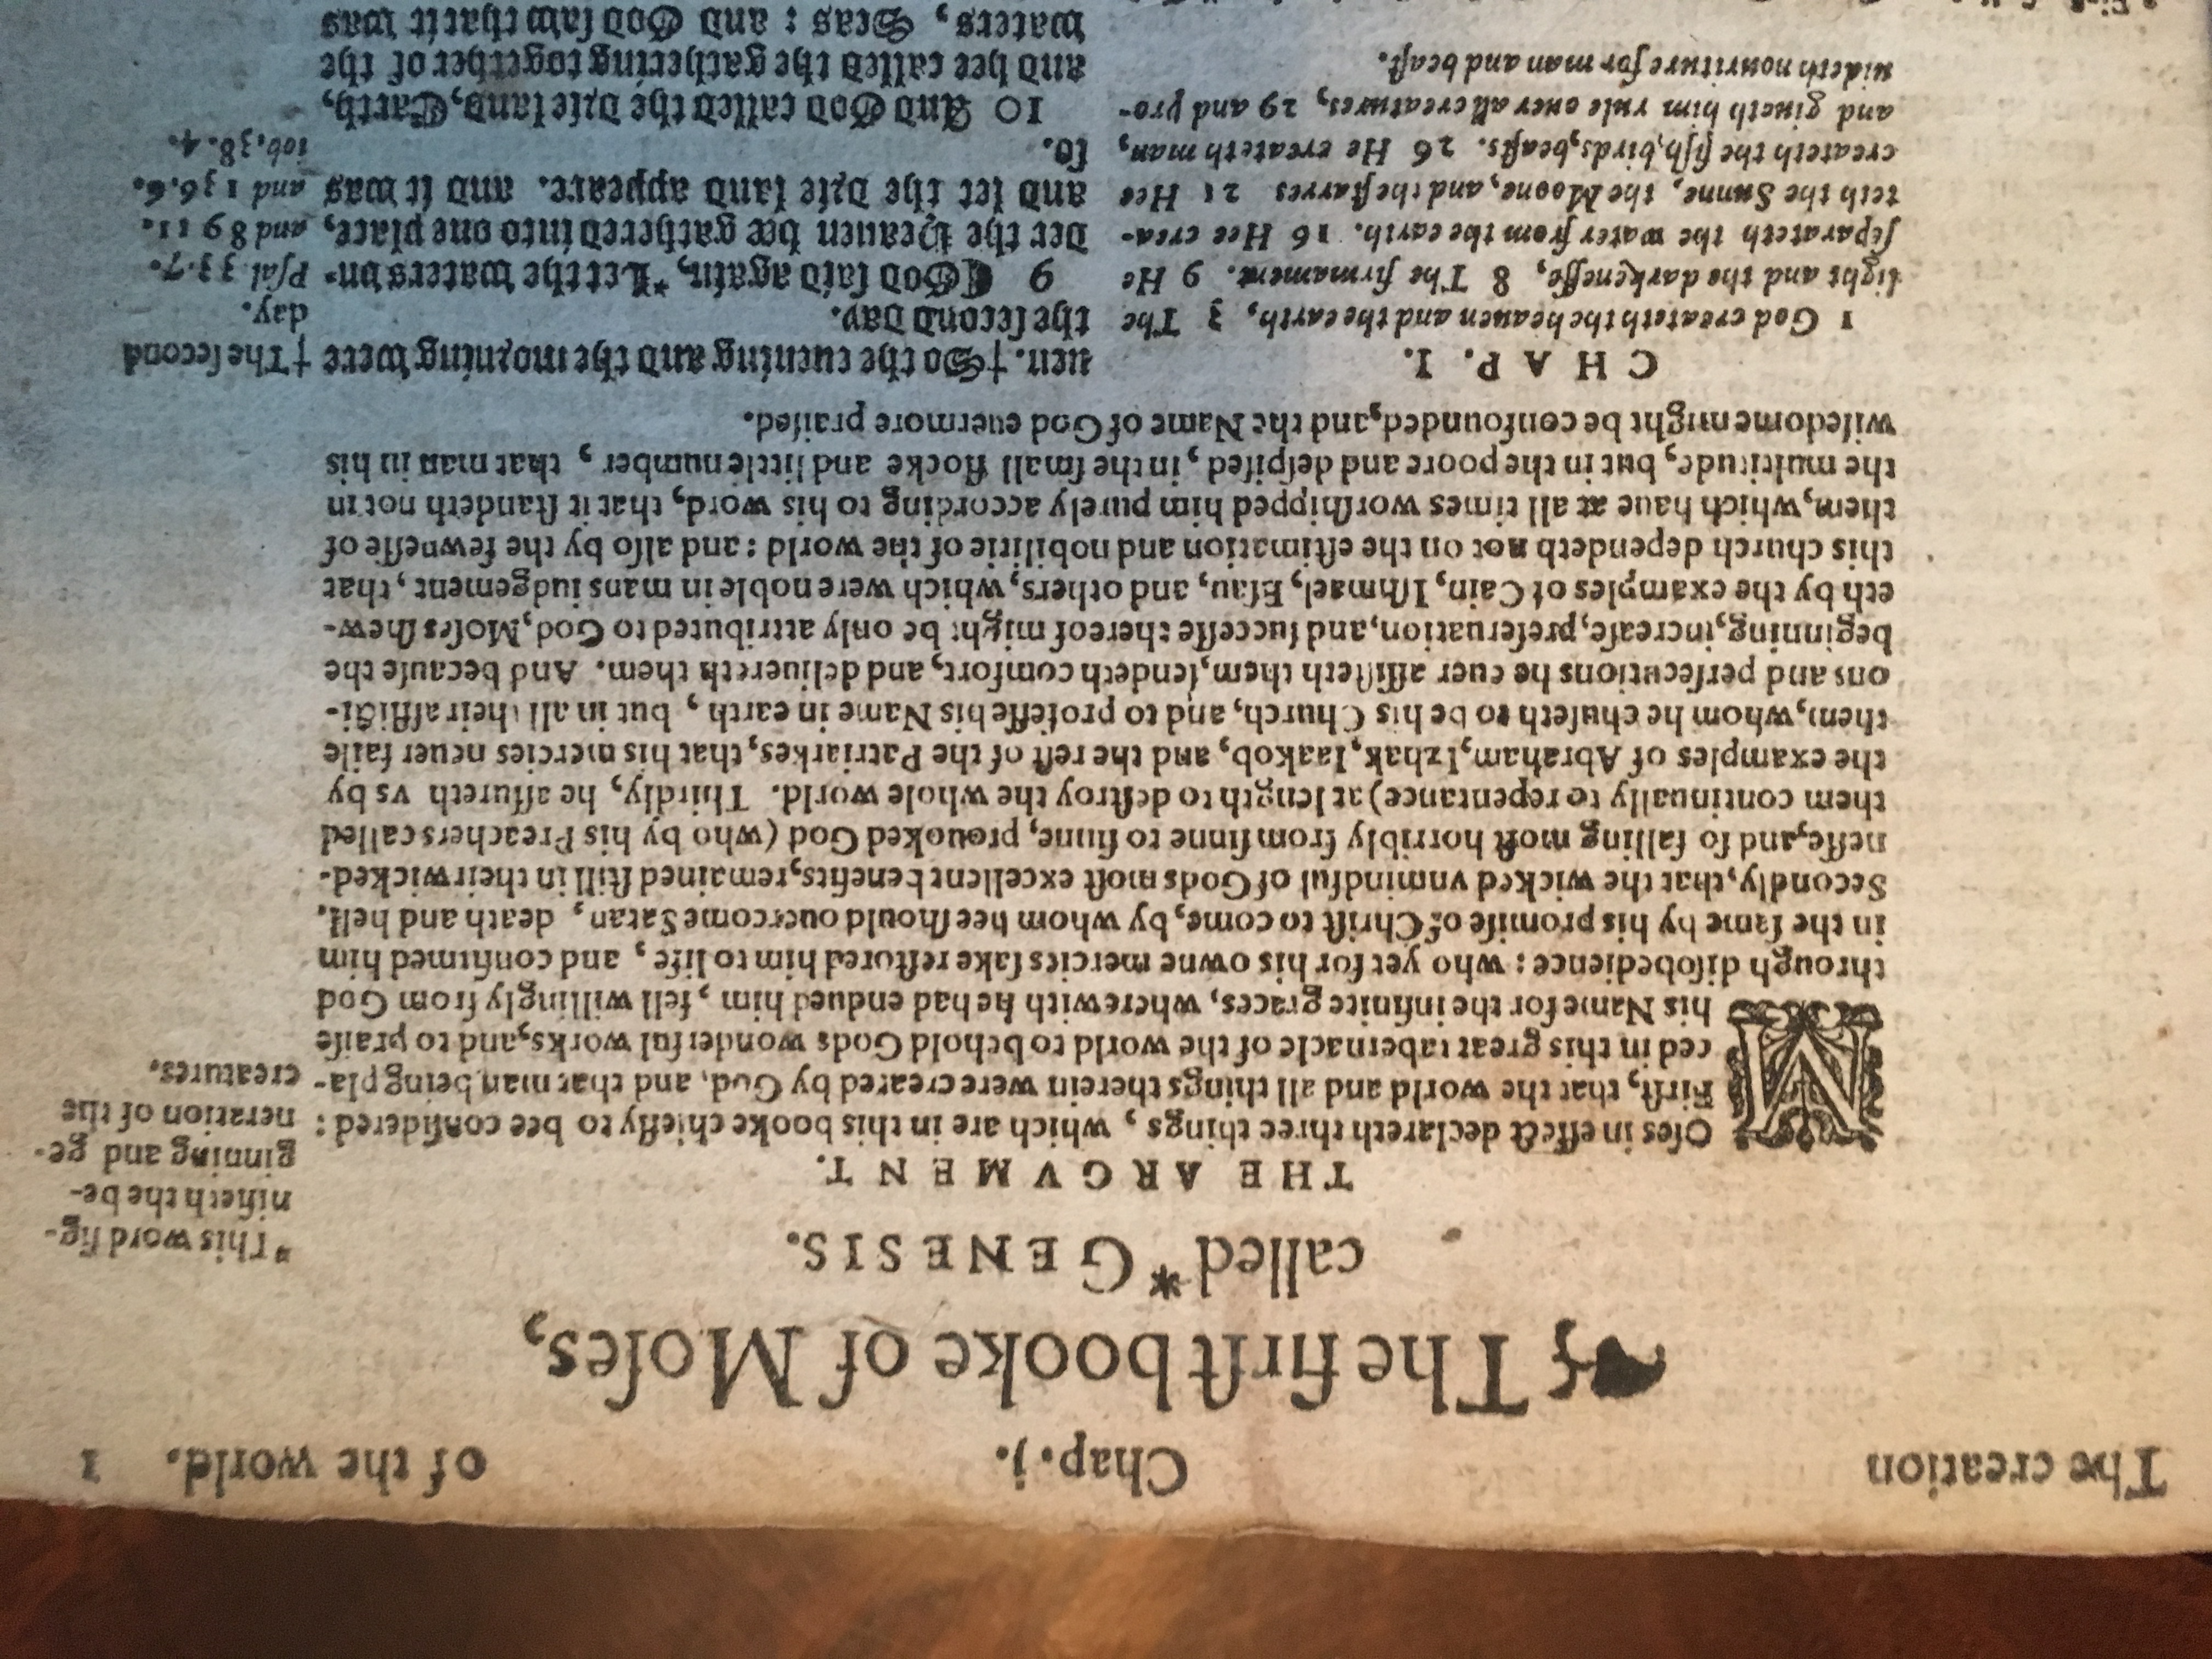 The creation Chap. j. of the world. 1
The firſt booke of Moſes,
called *GENESIS.
*This word ſig-
nifieth the be-
ginning and ge-
neration of the
creatures.
THE ARGVMENT.
MOſes in effect declareth three things, which are in this booke chiefly to bee conſidered:
Firſt, that the world and all things therein were created by God, and that man being pla-
ced in this great tabernacle of the world to behold Gods wonderful works, and to praiſe
his Name for the infinite graces, wherewith he had endued him, fell willingly from God
through diſobedience: who yet for his owne mercies ſake reſtored him to life, and confirmed him
in the ſame by his promiſe of Chriſt to come, by whom hee ſhould ouercome Satan, death and hell.
Secondly, that the wicked vnmindful of Gods moſt excellent benefits, remained ſtill in their wicked-
neſſe, and ſo falling moſt horribly from ſinne to ſinne, prouoked God (who by his Preachers called
them continually to repentance) at length to deſtroy the whole world. Thirdly, he aſſureth vs by
the examples of Abraham, Izhak, Iaakob, and the reſt of the Patriarkes, that his mercies neuer faile
them, whom he chuſeth to be his Church, and to profeſſe his Name in earth, but in all their afflicti-
ons and perſecutions he euer aſſiſteth them, ſendeth comfort, and deliuereth them. And becauſe the
beginning, increaſe, preſeruation, and ſucceſſe thereof might be only attributed to God, Moſes ſhew-
eth by the examples of Cain, Iſhmael, Eſau, and others, which were noble in mans iudgement, that
this church dependeth not on the eſtimation and nobilitie of the world: and alſo by the fewneſſe of
them, which haue at all times worſhipped him purely according to his word, that it ſtandeth not in
the multitude, but in the poore and deſpiſed, in the ſmall flocke and little number, that man in his
wiſedome might be confounded, and the Name of God euermore praiſed.
CHAP. I.
1 God createth the heauen and the earth, 3 The
light and the darkeneſſe, 8 The firmament. 9 He
ſeparateth the water from the earth. 16 Hee crea-
teth the Sunne, the Moone, and the ſtarres 21 Hee
createth the fiſh, birds, beaſts. 26 He createth man,
and giueth him rule ouer all creatures, 29 and pro-
uideth nouriture for man and beaſt.
uen. †So the euening and the morning were
the ſecond day.
9 ¶God ſaid again, *Let the waters vn-
der the heauen bee gathered into one place,
and let the drie land appeare. and it was
ſo.
10 And God called the drie land, Earth,
and hee called the gathering together of the
waters, Seas: and God ſaw that it was
†The ſecond
day.
Pſal 33.7.
and 89 11.
and 136.6.
iob, 38. 4.